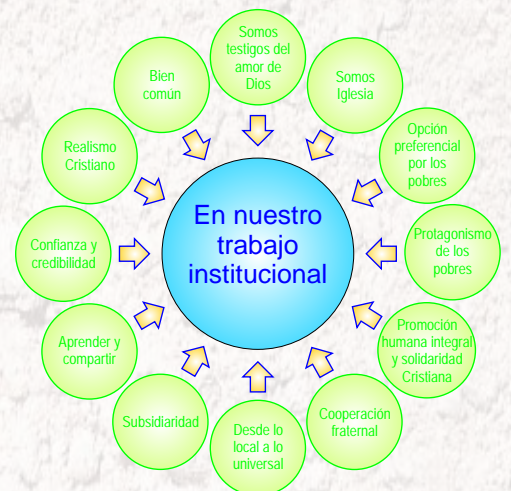 Somos
testigos del
amor de
Dios
Somos
Iglesia
Opción
preferencial
por los
pobres
Protagonismo
de los
pobres
Promoción
humana integral
y solidaridad
Cristiana
Cooperación
fraternal
Desde lo
local a lo
universal
Subsidiaridad
Aprender y
compartir
Confianza y
credibilidad
Realismo
Cristiano
Bien
común
En nuestro
trabajo
institucional